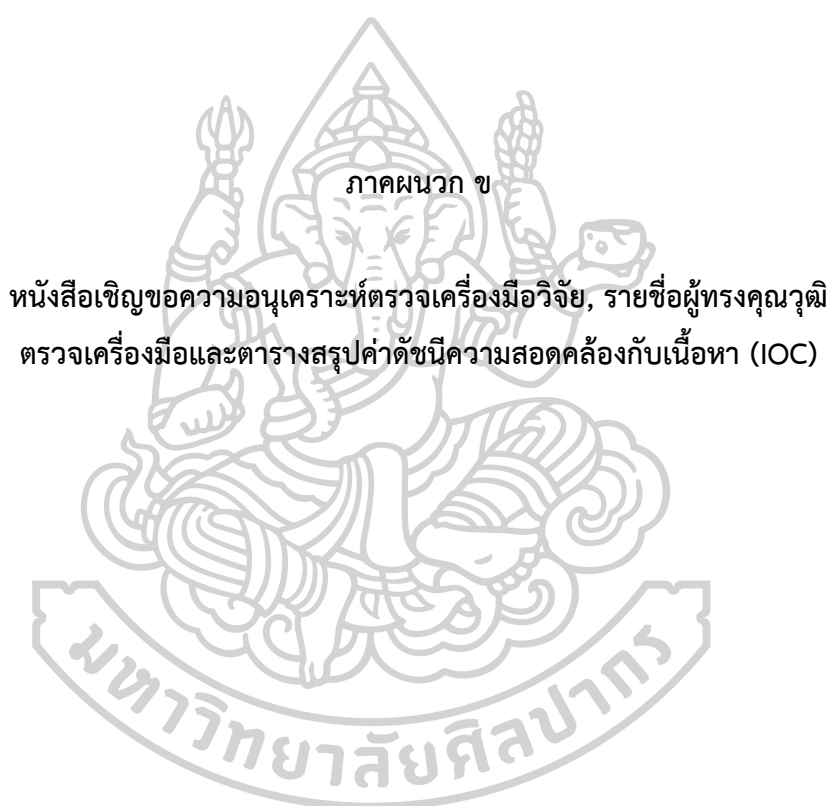 ภาคผนวก ข
หนังสือเชิญขอความอนุเคราะห์ตรวจเครื่องมือวิจัย, รายชื่อผู้ทรงคุณวุฒิ
ตรวจเครื่องมือและตารางสรุปค่าดัชนีความสอดคล้องกับเนื้อหา (IOC)
มหาวิทยาลัยศิลปากร